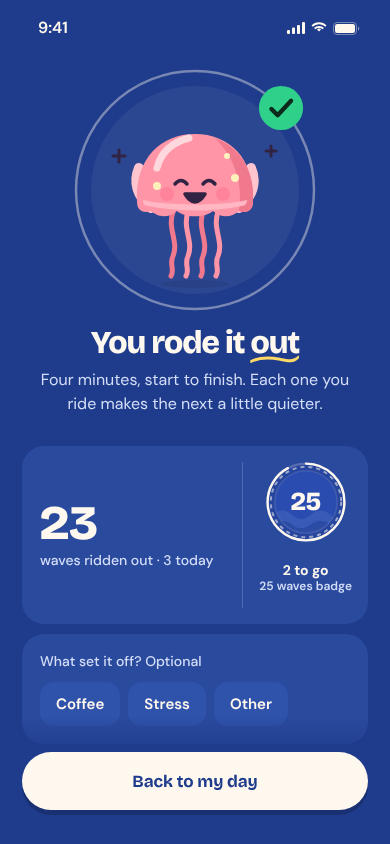 9:41
You rode it out
Four minutes, start to finish. Each one you
ride makes the next a little quieter.
23
waves ridden out · 3 today
25
2 to go
25 waves badge
What set it off? Optional
Coffee
Stress
Other
Back to my day